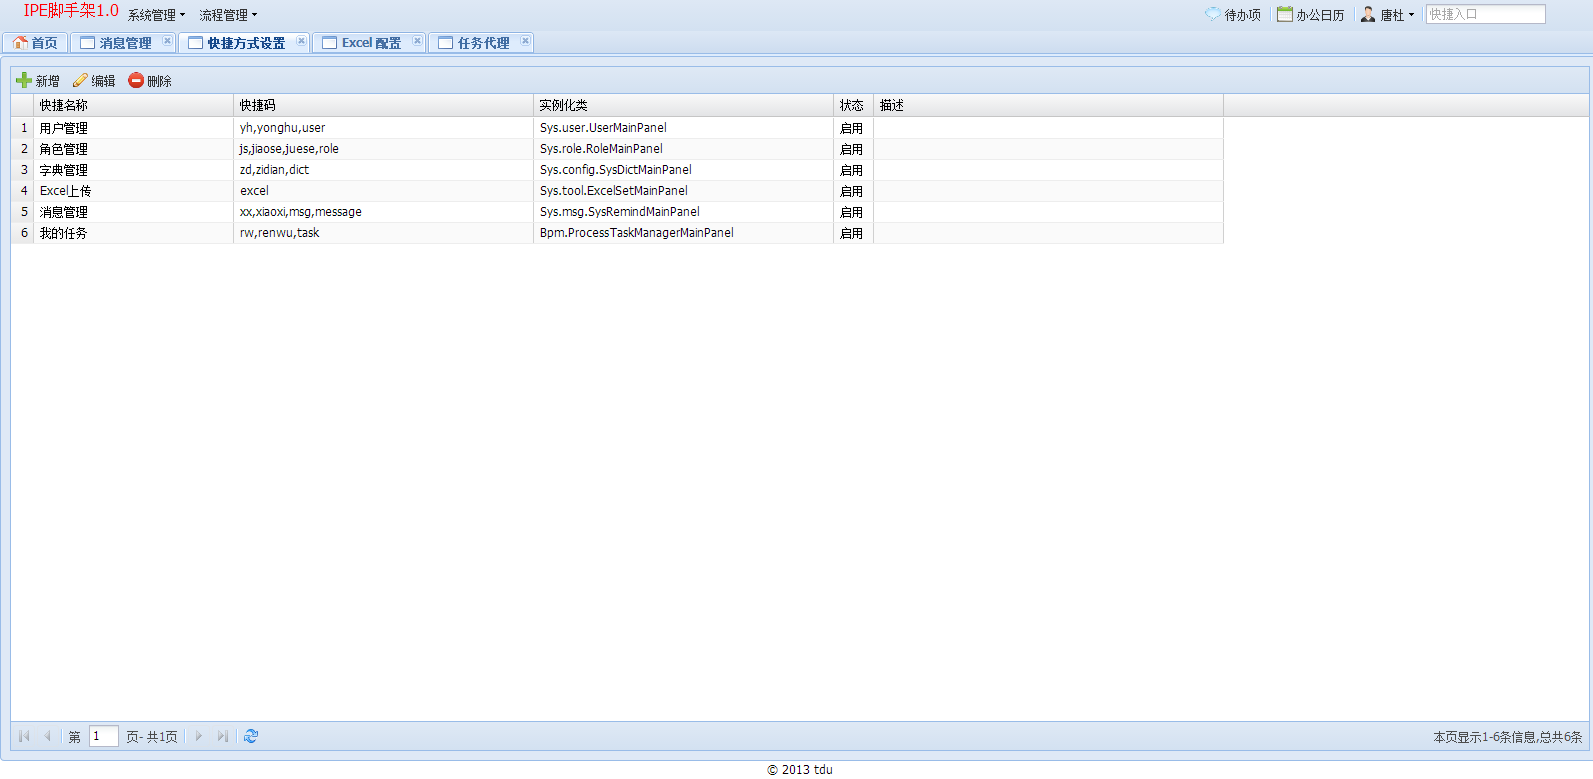 IPE脚手架1.0 系统管理 流程管理 待办项 办公日历 唐杜 快捷入口
首页 消息管理 快捷方式设置 Excel 配置 任务代理
新增 编辑 删除
快捷名称 快捷码 实例化类 状态 描述
1 用户管理 yh,yonghu,user Sys.user.UserMainPanel 启用
2 角色管理 js,jiaose,juese,role Sys.role.RoleMainPanel 启用
3 字典管理 zd,zidian,dict Sys.config.SysDictMainPanel 启用
4 Excel上传 excel Sys.tool.ExcelSetMainPanel 启用
5 消息管理 xx,xiaoxi,msg,message Sys.msg.SysRemindMainPanel 启用
6 我的任务 rw,renwu,task Bpm.ProcessTaskManagerMainPanel 启用
第 1 页- 共1页 本页显示1-6条信息,总共6条
© 2013 tdu